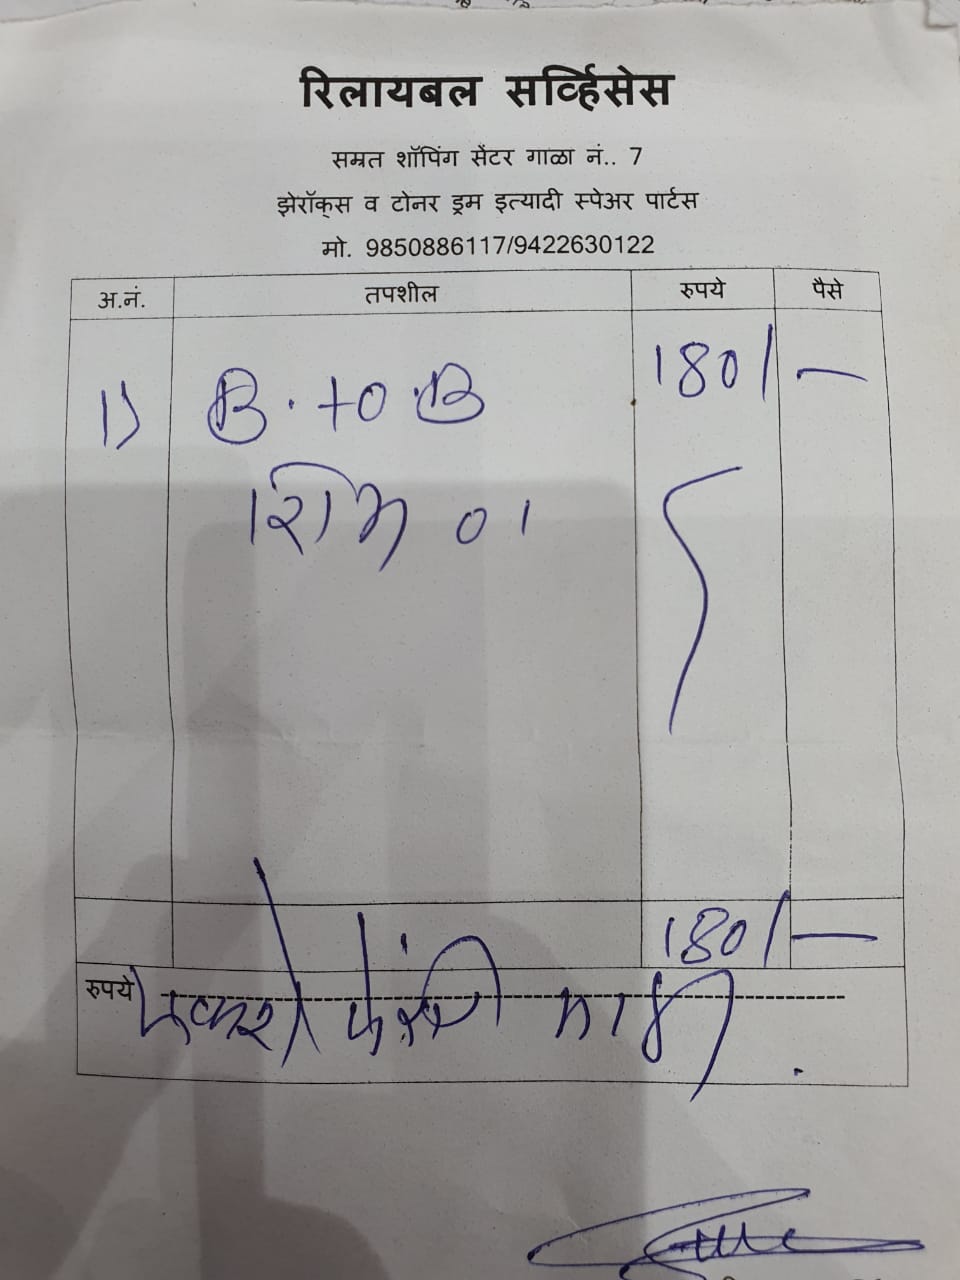 रिलायबल सर्व्हिसेस
सम्रत शॉपिंग सेंटर गाळा नं.. 7
झेरॉक्स व टोनर ड्रम इत्यादी स्पेअर पार्टस
मो. 9850886117/9422630122
अ.नं. तपशील रुपये पैसे
1) B. to .B 180/-
01
180/-
रुपये एकशे